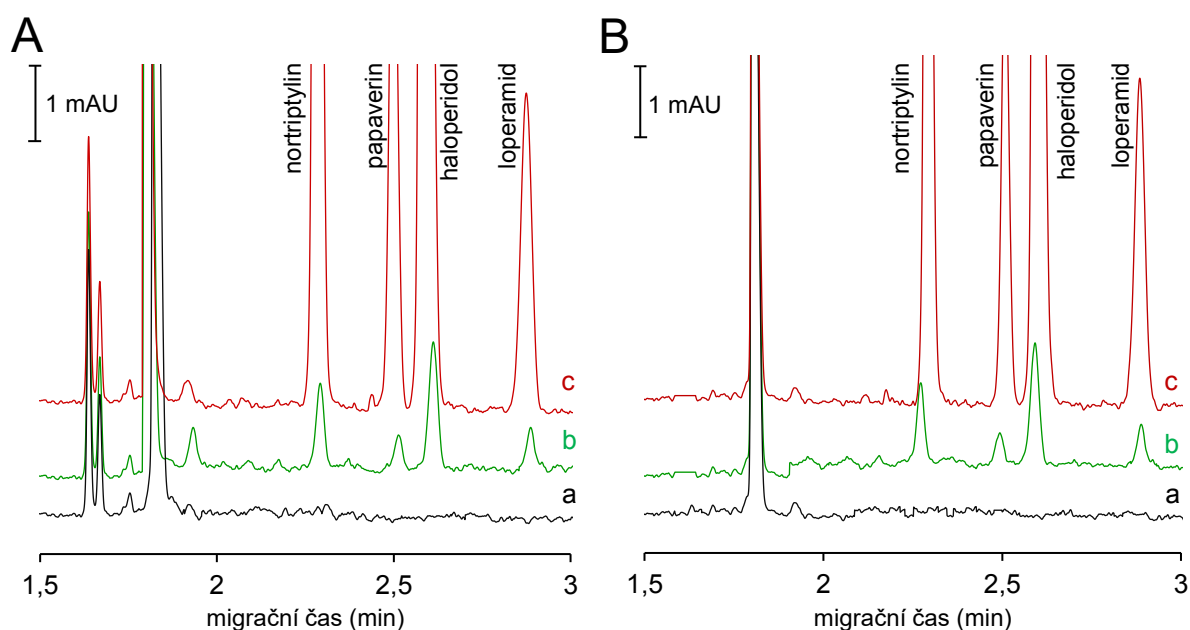 A
1 mAU
nortriptylin
papaverin
haloperidol
loperamid
c
b
a
1,5
2
2,5
3
migrační čas (min)
B
1 mAU
nortriptylin
papaverin
haloperidol
loperamid
c
b
a
1,5
2
2,5
3
migrační čas (min)